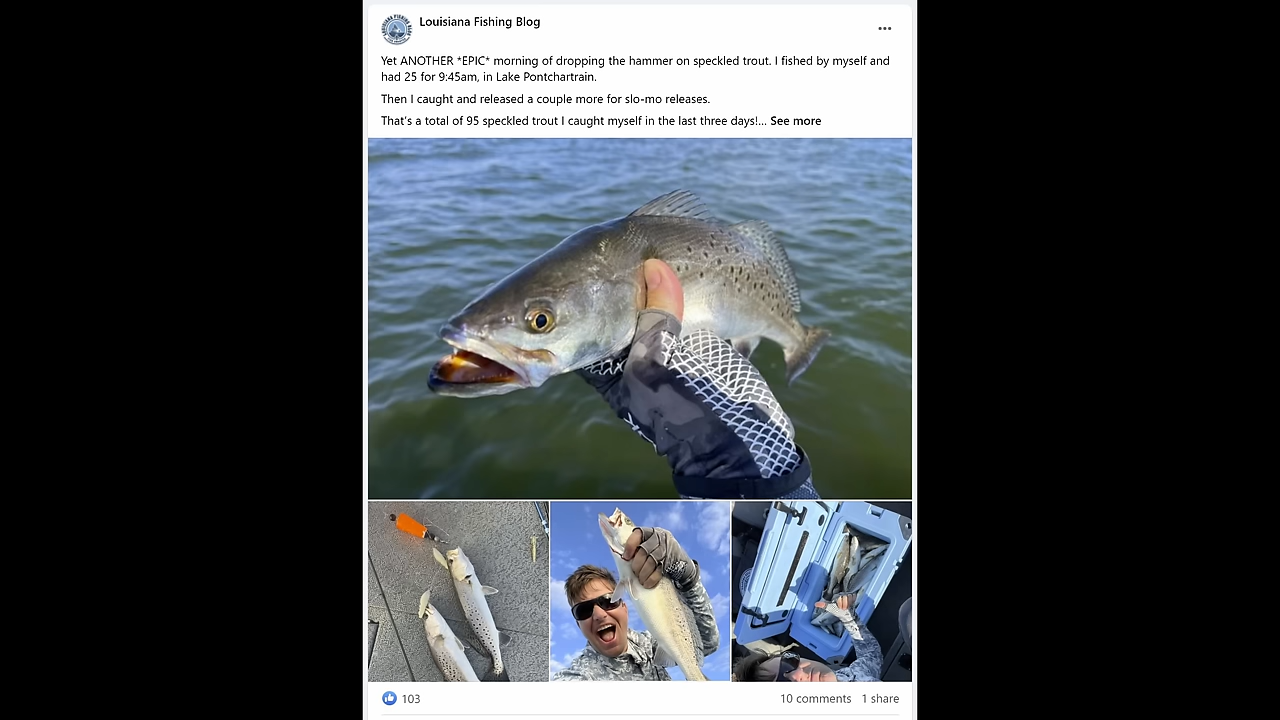 Louisiana Fishing Blog
Yet ANOTHER *EPIC* morning of dropping the hammer on speckled trout. I fished by myself and
had 25 for 9:45am, in Lake Pontchartrain.
Then I caught and released a couple more for slo-mo releases.
That's a total of 95 speckled trout I caught myself in the last three days!... See more
103
10 comments 1 share